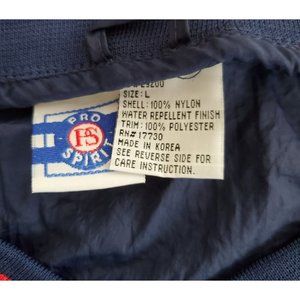 PRO
PS
SPIRIT
SIZE: L
SHELL: 100% NYLON
WATER REPELLENT FINISH
TRIM: 100% POLYESTER
RN# 17730
MADE IN KOREA
SEE REVERSE SIDE FOR
CARE INSTRUCTION.